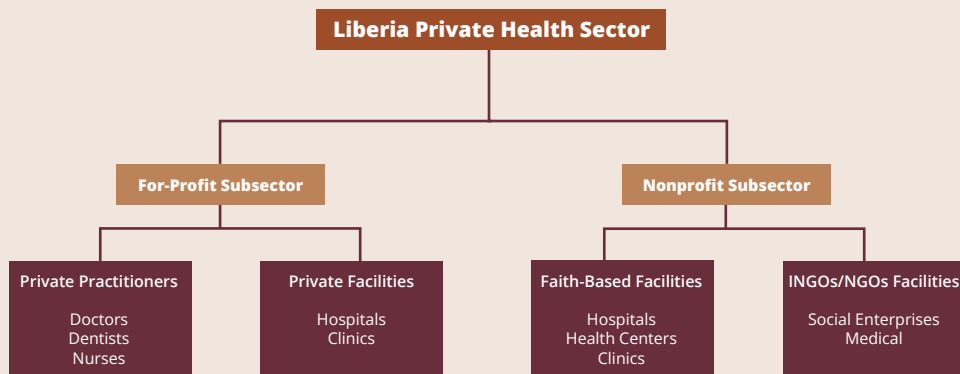 Liberia Private Health Sector
For-Profit Subsector
Nonprofit Subsector
Private Practitioners
Doctors
Dentists
Nurses
Private Facilities
Hospitals
Clinics
Faith-Based Facilities
Hospitals
Health Centers
Clinics
INGOs/NGOs Facilities
Social Enterprises
Medical